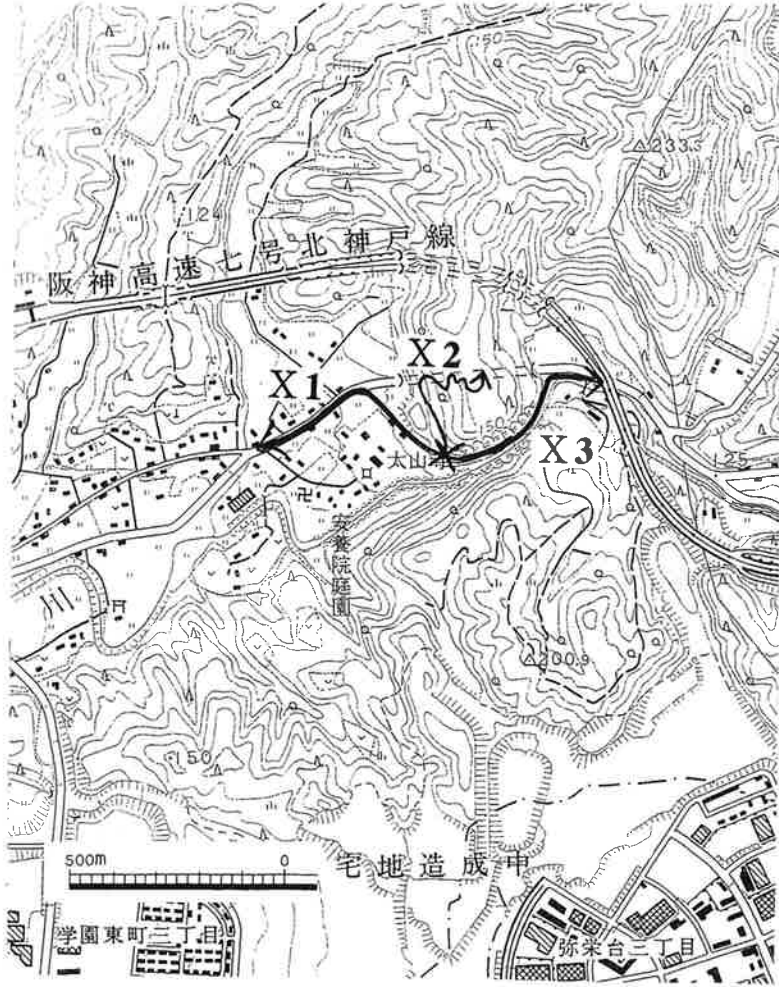 150
△233.3
・124
阪神高速七号北神戸線
X1
X2
X3
150
125
太山寺
安養院庭園
△200.9
・150
500m 0
宅地造成中
学園東町三丁目
弥栄台三丁目